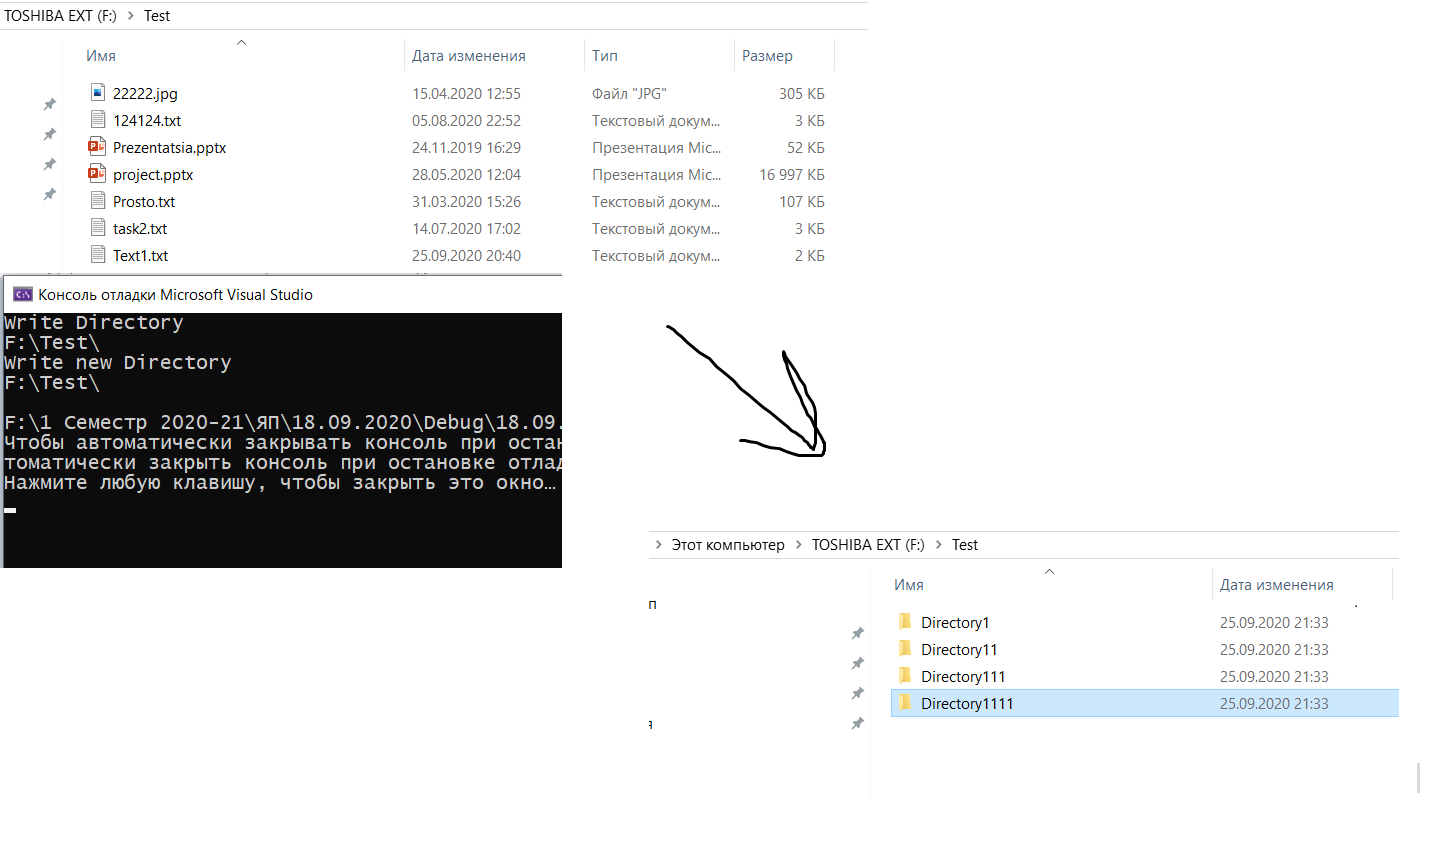 TOSHIBA EXT (F:) > Test
Имя Дата изменения Тип Размер
22222.jpg 15.04.2020 12:55 Файл "JPG" 305 КБ
124124.txt 05.08.2020 22:52 Текстовый докум... 3 КБ
Prezentatsia.pptx 24.11.2019 16:29 Презентация Mic... 52 КБ
project.pptx 28.05.2020 12:04 Презентация Mic... 16 997 КБ
Prosto.txt 31.03.2020 15:26 Текстовый докум... 107 КБ
task2.txt 14.07.2020 17:02 Текстовый докум... 3 КБ
Text1.txt 25.09.2020 20:40 Текстовый докум... 2 КБ
Консоль отладки Microsoft Visual Studio
Write Directory
F:\Test\
Write new Directory
F:\Test\
F:\1 Семестр 2020-21\ЯП\18.09.2020\Debug\18.09.
Чтобы автоматически закрывать консоль при остан
томатически закрыть консоль при остановке отлад
Нажмите любую клавишу, чтобы закрыть это окно…
> Этот компьютер > TOSHIBA EXT (F:) > Test
Имя Дата изменения
п
Directory1 25.09.2020 21:33
Directory11 25.09.2020 21:33
Directory111 25.09.2020 21:33
Directory1111 25.09.2020 21:33
я